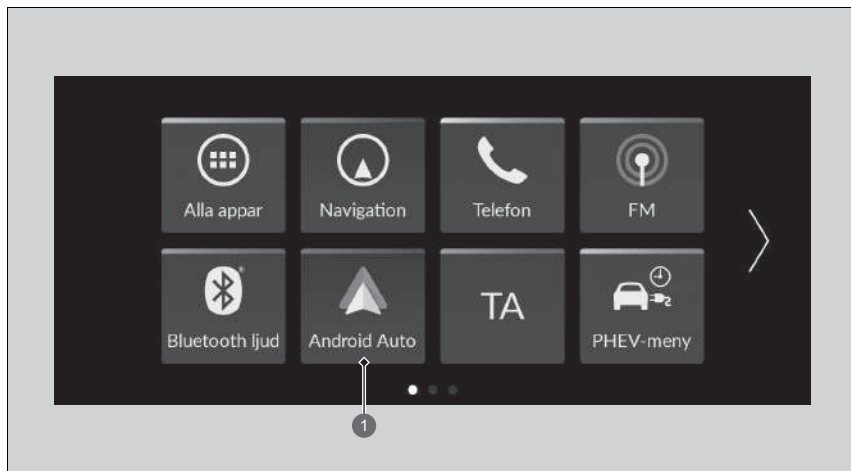 Alla appar
Navigation
Telefon
FM
Bluetooth ljud
Android Auto
TA
PHEV-meny
1